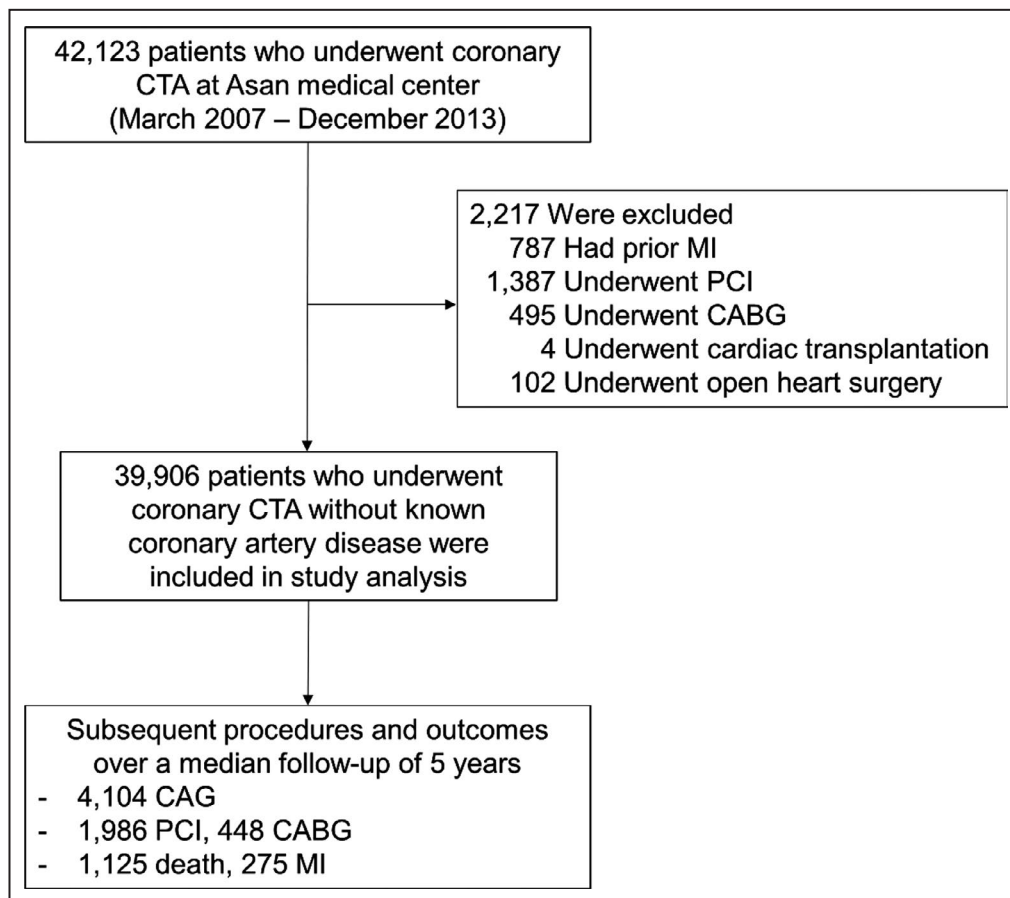 42,123 patients who underwent coronary
CTA at Asan medical center
(March 2007 – December 2013)
2,217 Were excluded
787 Had prior MI
1,387 Underwent PCI
495 Underwent CABG
4 Underwent cardiac transplantation
102 Underwent open heart surgery
39,906 patients who underwent
coronary CTA without known
coronary artery disease were
included in study analysis
Subsequent procedures and outcomes
over a median follow-up of 5 years
- 4,104 CAG
- 1,986 PCI, 448 CABG
- 1,125 death, 275 MI